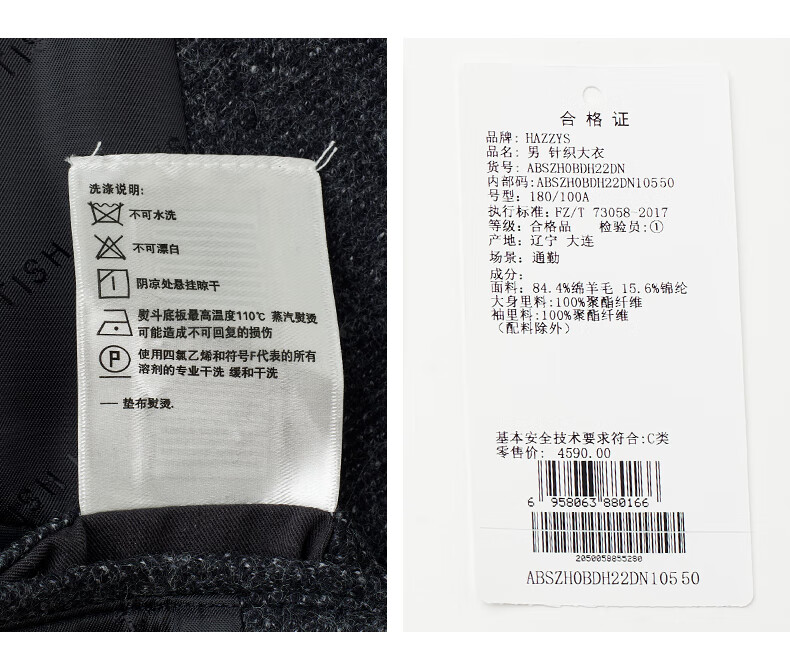 TISH
TISH
洗涤说明:
不可水洗
不可漂白
阴凉处悬挂晾干
熨斗底板最高温度110℃ 蒸汽熨烫
可能造成不可回复的损伤
P
使用四氯乙烯和符号F代表的所有
溶剂的专业干洗 缓和干洗
垫布熨烫.
合格证
品牌: HAZZYS
品名: 男 针织大衣
货号: ABSZH0BDH22DN
内部码:ABSZH0BDH22DN10550
号型: 180/100A
执行标准: FZ/T 73058-2017
等级: 合格品 检验员:①
产地: 辽宁 大连
场景: 通勤
成分:
面料: 84.4%绵羊毛 15.6%锦纶
大身里料:100%聚酯纤维
袖里料:100%聚酯纤维
(配料除外)
基本安全技术要求符合:C类
零售价: 4590.00
6 958063 880166
2050058855280
ABSZH0BDH22DN10550